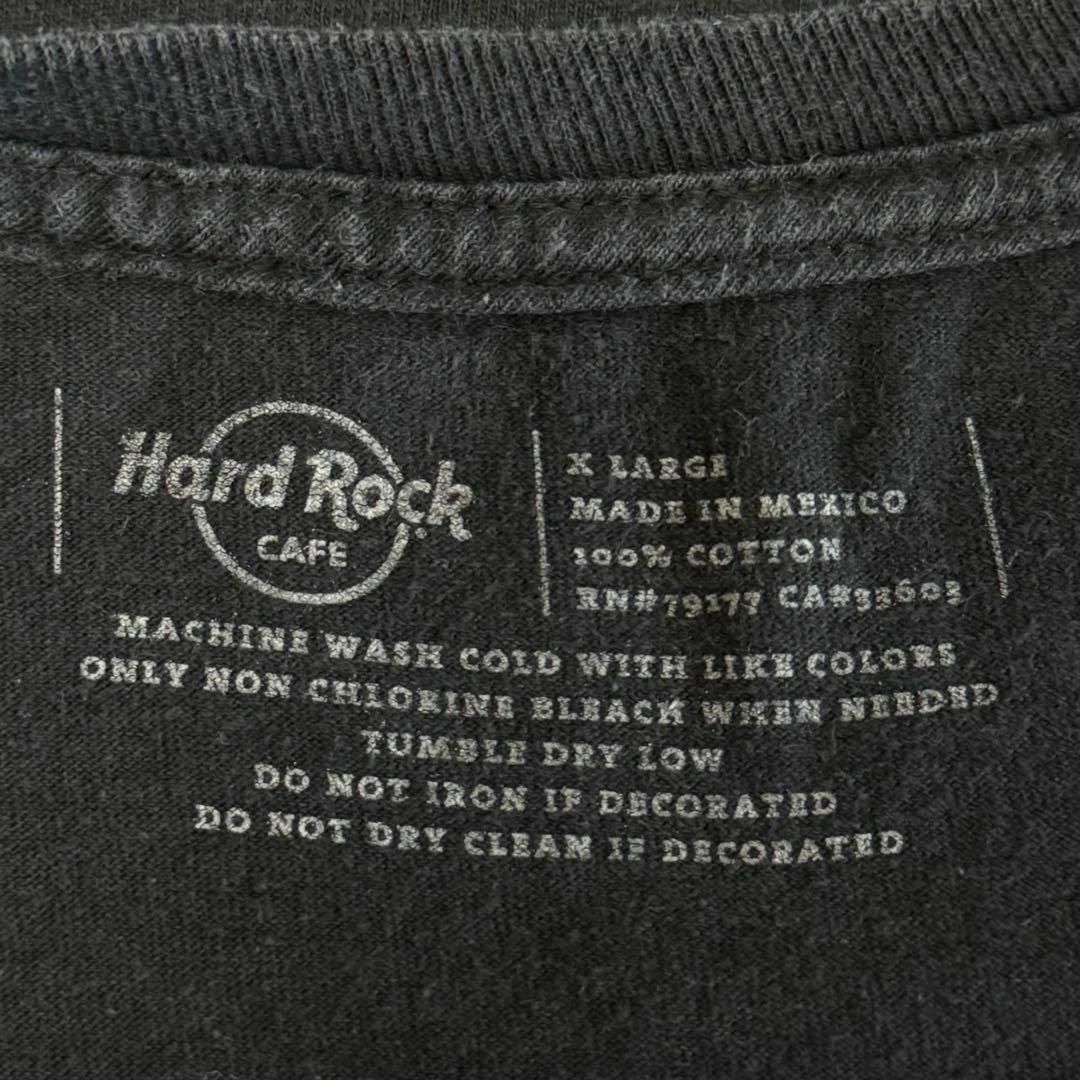 Hard Rock
CAFE
X LARGE
MADE IN MEXICO
100% COTTON
RN#79177 CA#33603
MACHINE WASH COLD WITH LIKE COLORS
ONLY NON CHLORINE BLEACH WHEN NEEDED
TUMBLE DRY LOW
DO NOT IRON IF DECORATED
DO NOT DRY CLEAN IF DECORATED